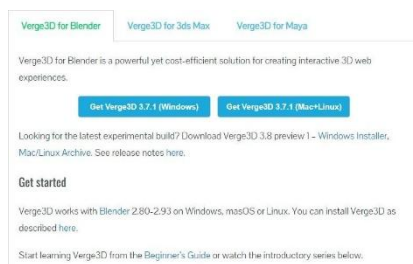 Verge3D for Blender
Verge3D for 3ds Max
Verge3D for Maya
Verge3D for Blender is a powerful yet cost-efficient solution for creating interactive 3D web
experiences.
Get Verge3D 3.7.1 (Windows)
Get Verge3D 3.7.1 (Mac+Linux)
Looking for the latest experimental build? Download Verge3D 3.8 preview 1 - Windows Installer,
Mac/Linux Archive. See release notes here.
Get started
Verge3D works with Blender 2.80-2.93 on Windows, masOS or Linux. You can install Verge3D as
described here.
Start learning Verge3D from the Beginner's Guide or watch the introductory series below.